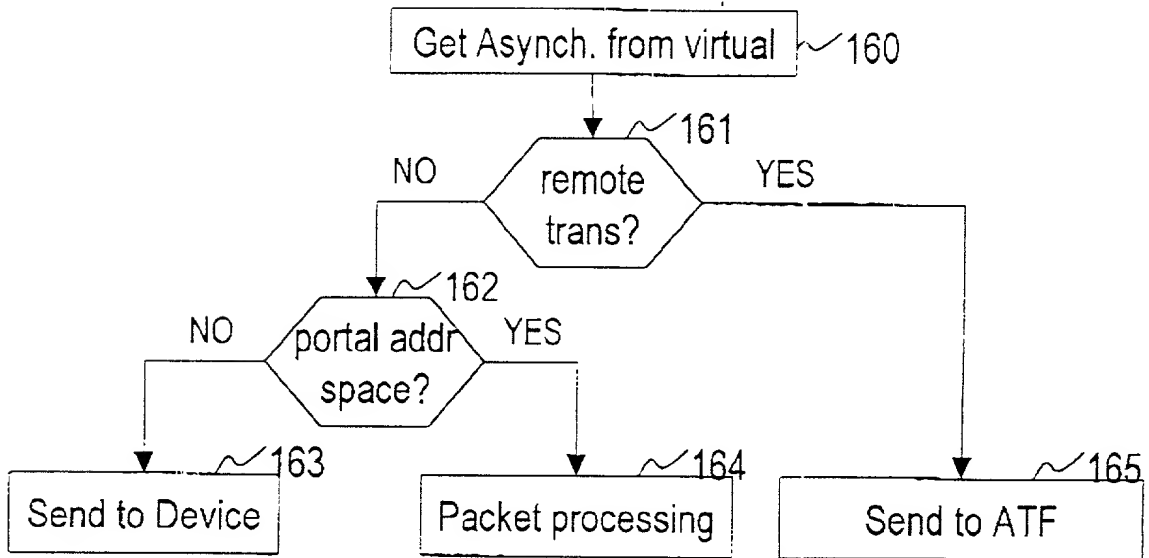 Get Asynch. from virtual
160
161
remote
trans?
NO
YES
162
portal addr
space?
NO
YES
163
Send to Device
164
Packet processing
165
Send to ATF